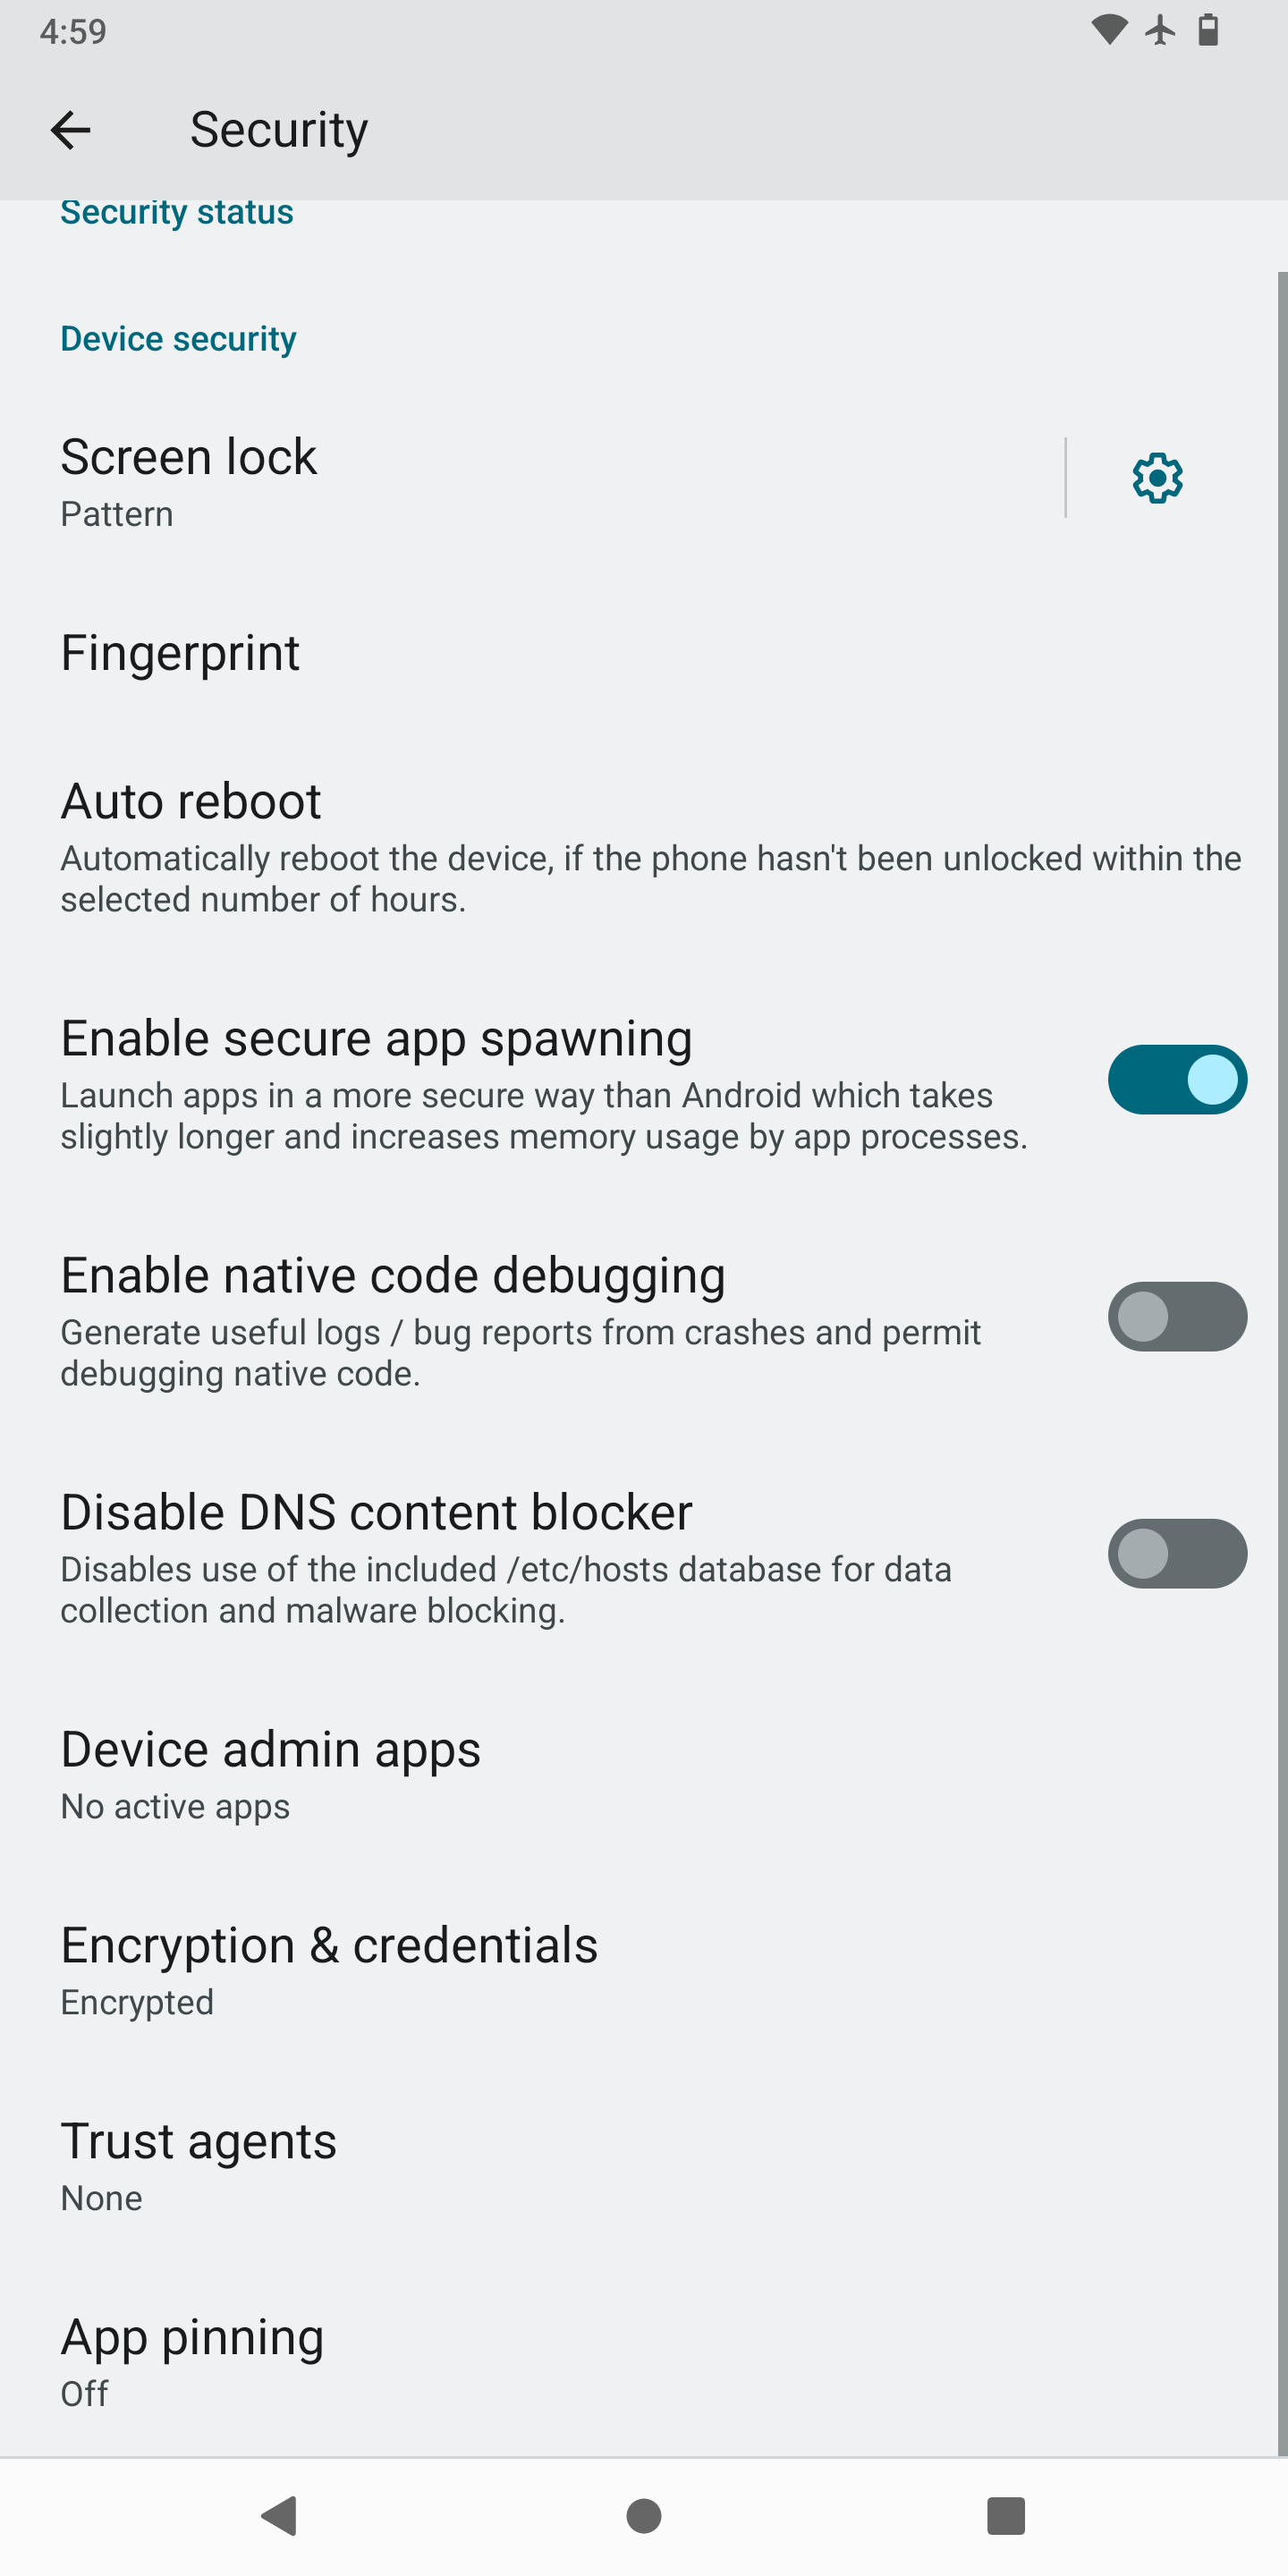 4:59
Security
Security status
Device security
Screen lock
Pattern
Fingerprint
Auto reboot
Automatically reboot the device, if the phone hasn't been unlocked within the
selected number of hours.
Enable secure app spawning
Launch apps in a more secure way than Android which takes
slightly longer and increases memory usage by app processes.
Enable native code debugging
Generate useful logs / bug reports from crashes and permit
debugging native code.
Disable DNS content blocker
Disables use of the included /etc/hosts database for data
collection and malware blocking.
Device admin apps
No active apps
Encryption & credentials
Encrypted
Trust agents
None
App pinning
Off